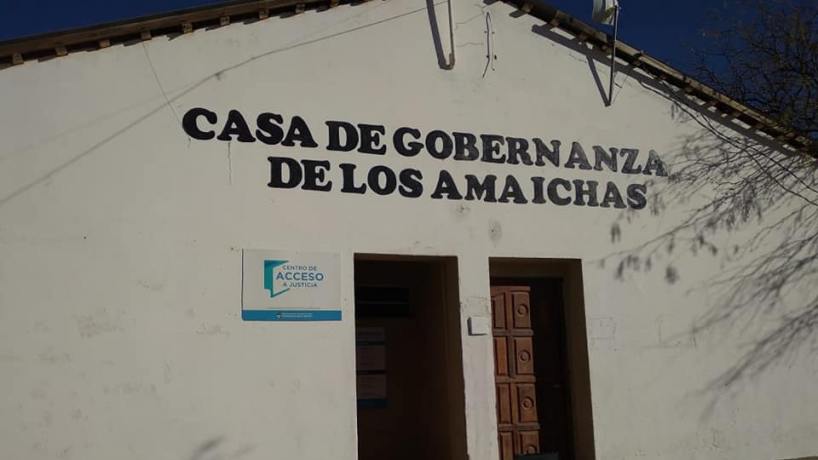 CASA DE GOBERNANZA
DE LOS AMAICHAS
CENTRO DE
ACCESO
A JUSTICIA